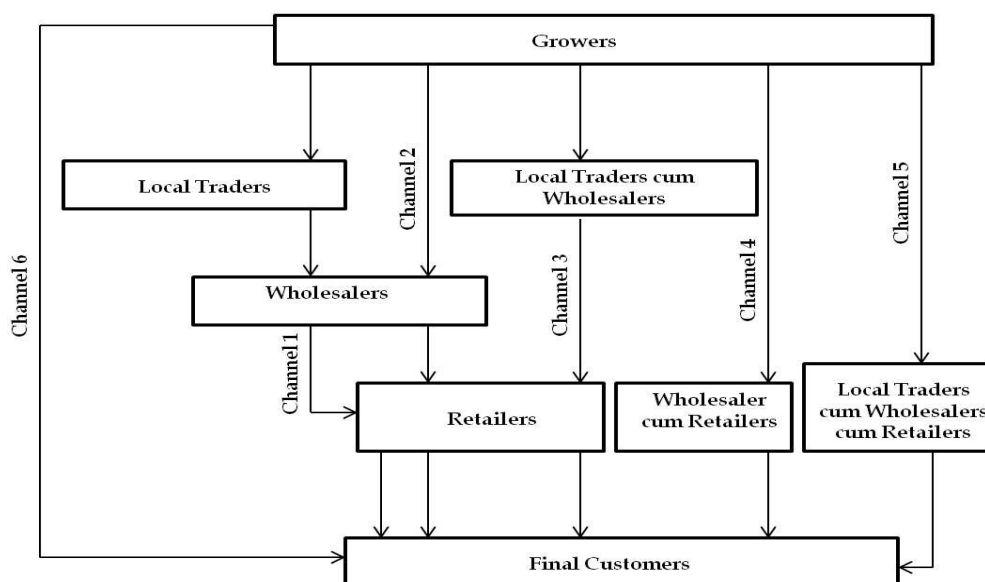 Growers
Local Traders
Channel 2
Local Traders cum
Wholesalers
Channel 5
Channel 6
Wholesalers
Channel 1
Channel 3
Channel 4
Retailers
Wholesaler
cum Retailers
Local Traders
cum Wholesalers
cum Retailers
Final Customers